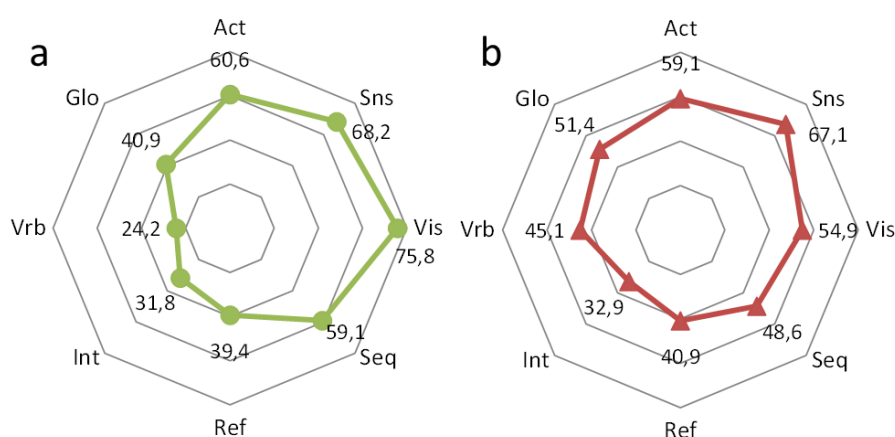 a
Act
60,6
Sns
68,2
Vis
75,8
Seq
59,1
Ref
39,4
Int
31,8
Vrb
24,2
Glo
40,9
b
Act
59,1
Sns
67,1
Vis
54,9
Seq
48,6
Ref
40,9
Int
32,9
Vrb
45,1
Glo
51,4